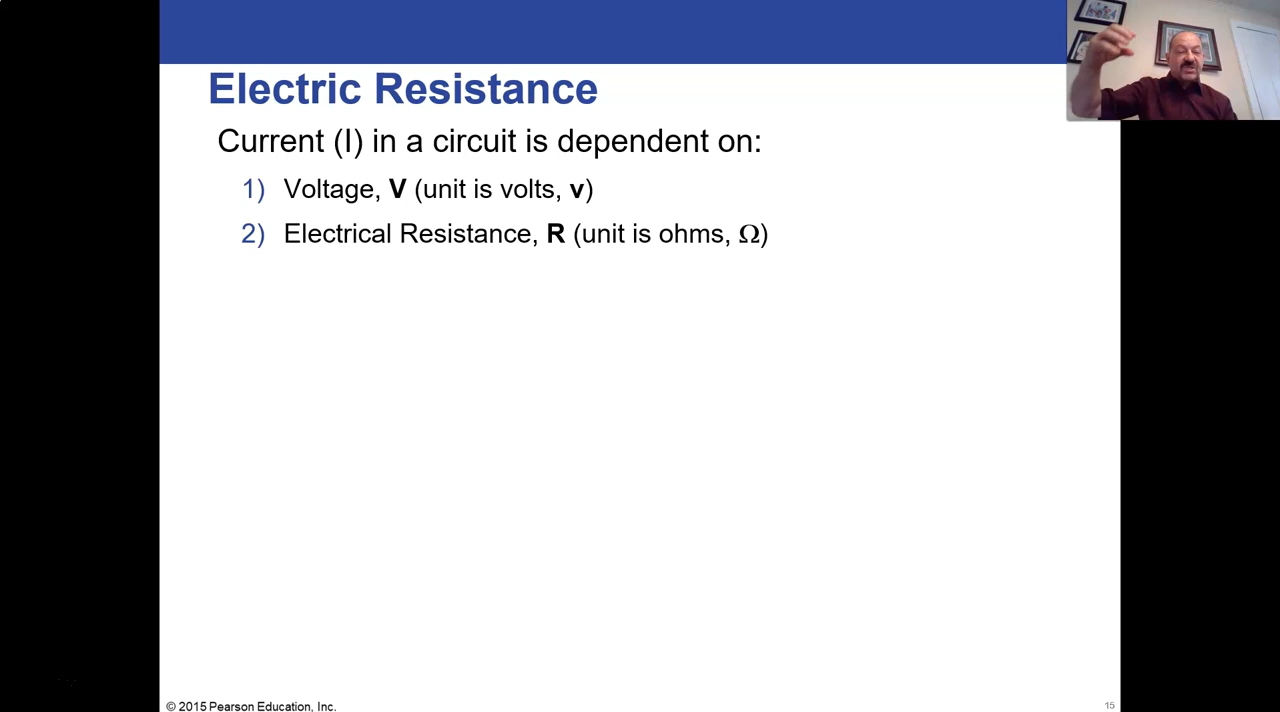 Electric Resistance
Current (I) in a circuit is dependent on:
1) Voltage, V (unit is volts, v)
2) Electrical Resistance, R (unit is ohms, Ω)
© 2015 Pearson Education, Inc.
15